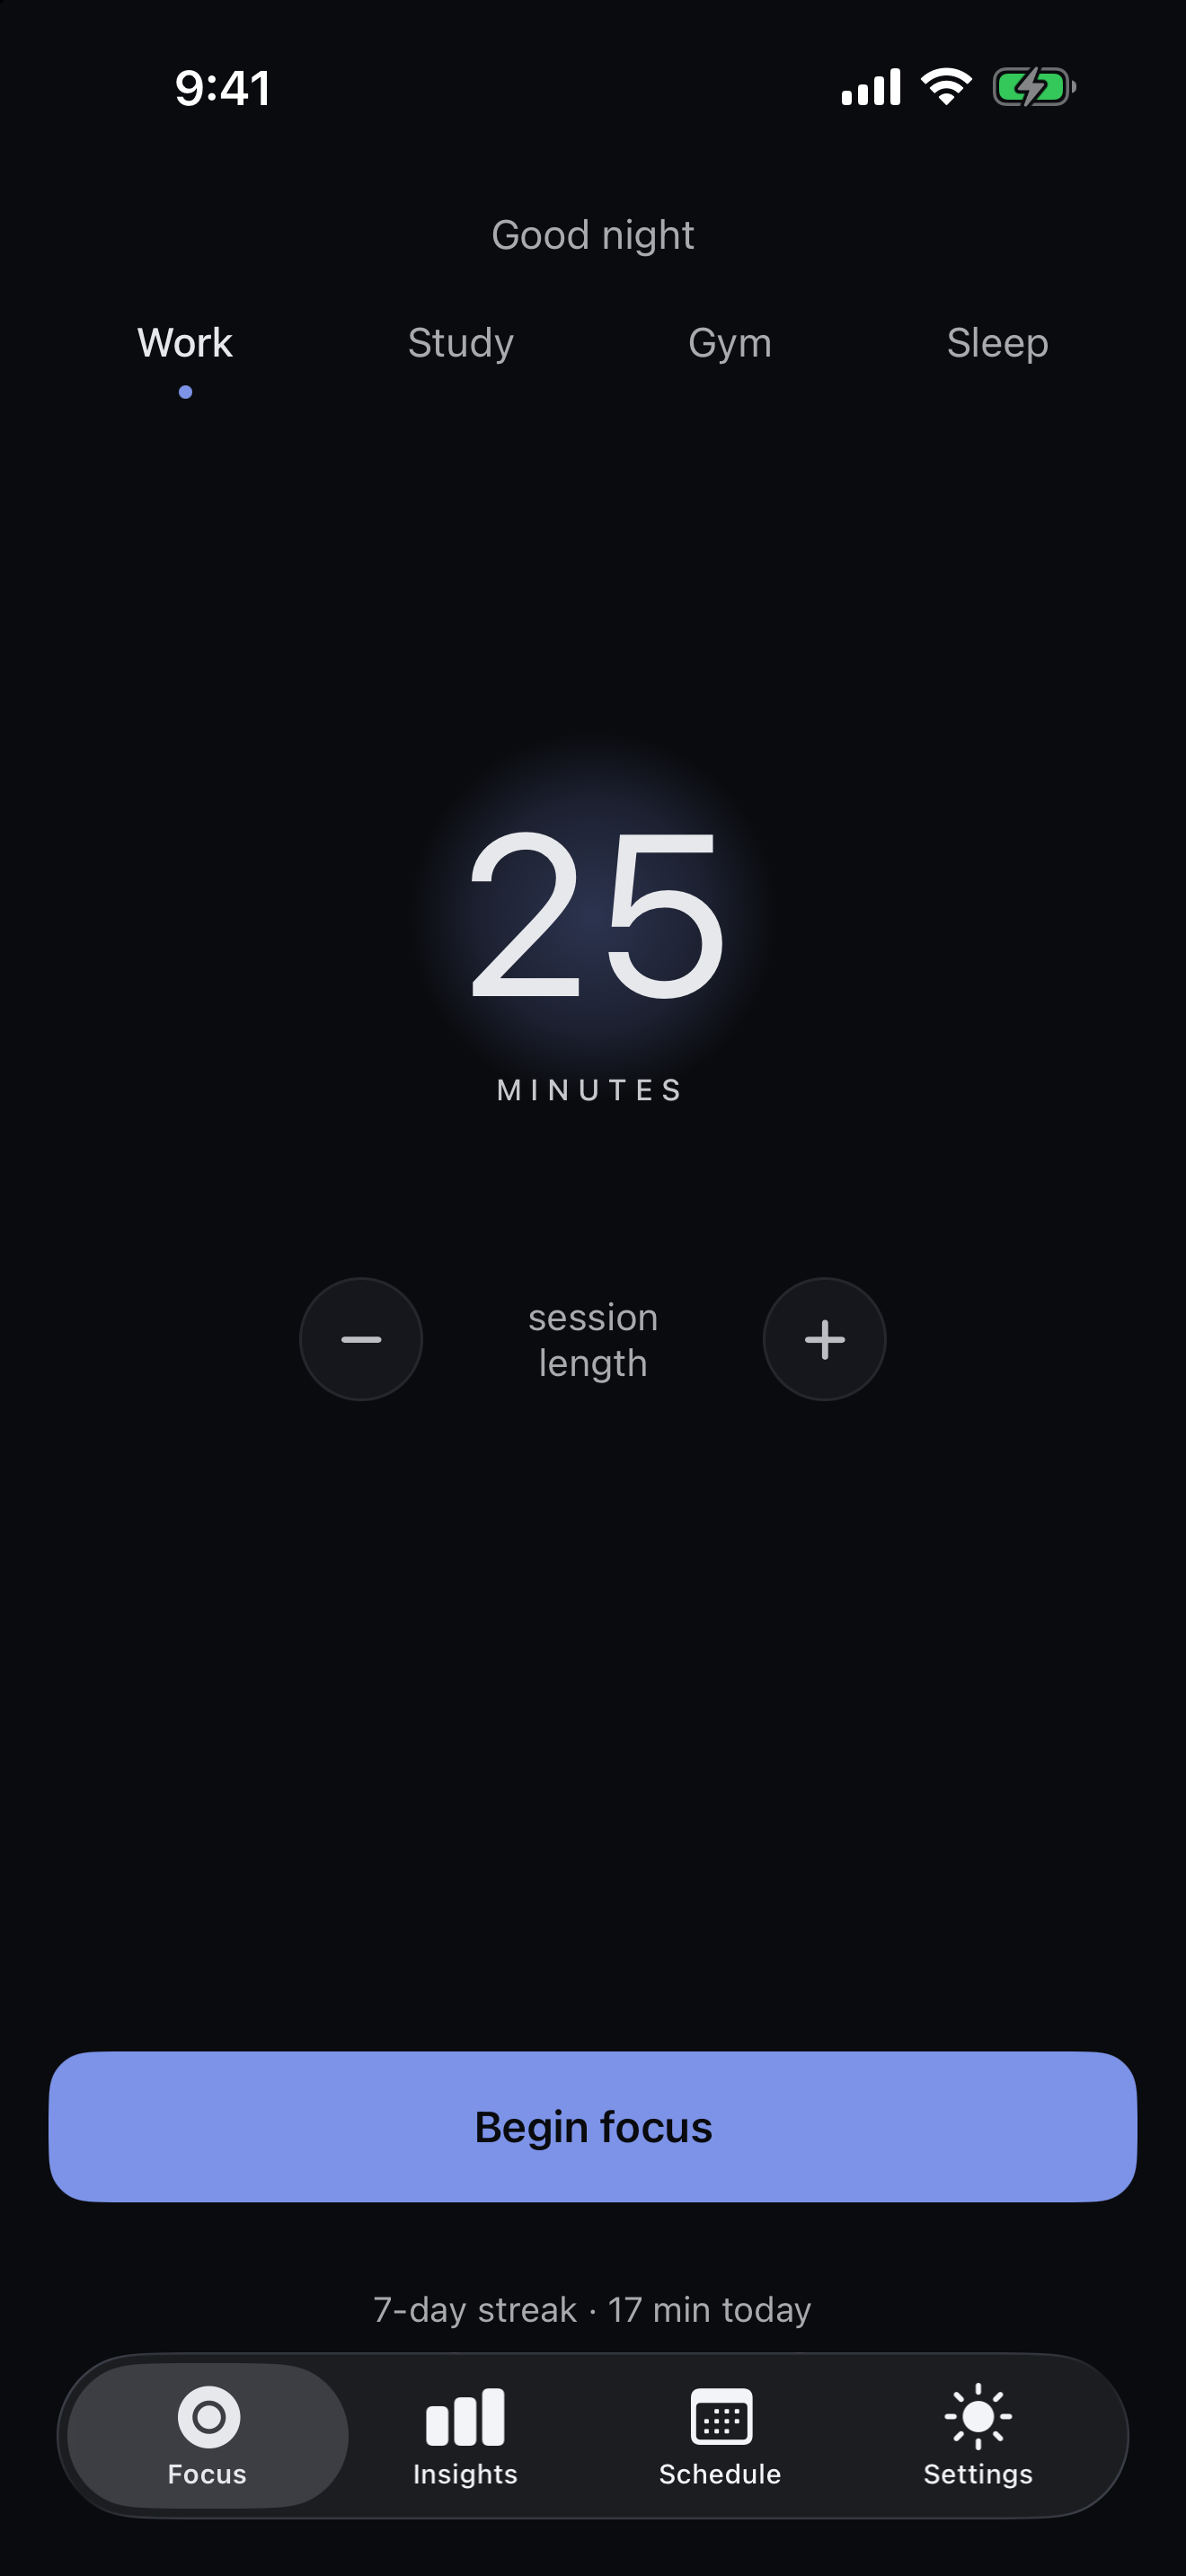 9:41
Good night
Work Study Gym Sleep
25
MINUTES
session
length
Begin focus
7-day streak · 17 min today
Focus Insights Schedule Settings